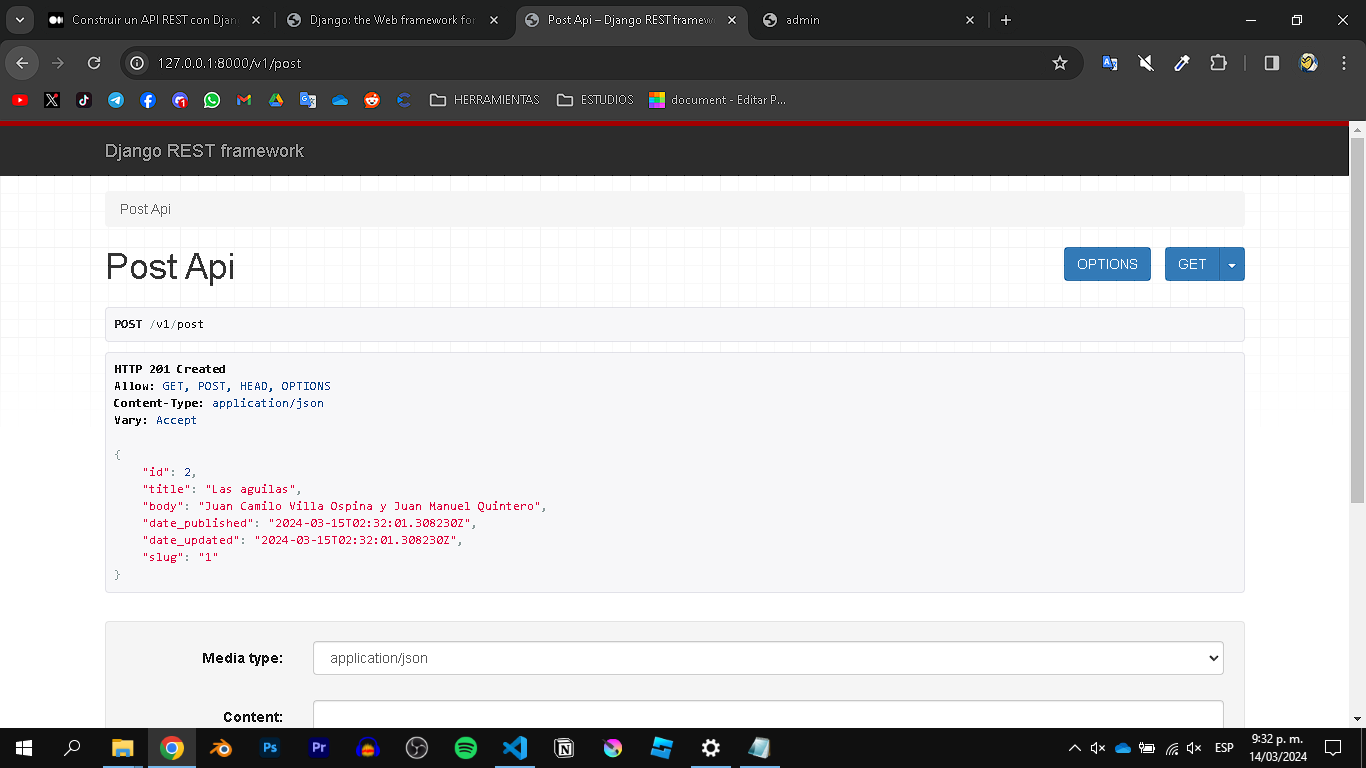 Construir un API REST con Djan
Django: the Web framework for
Post Api – Django REST framew
admin
127.0.0.1:8000/v1/post
HERRAMIENTAS
ESTUDIOS
document - Editar P...
Django REST framework
Post Api
Post Api
OPTIONS
GET
POST /v1/post
HTTP 201 Created
Allow: GET, POST, HEAD, OPTIONS
Content-Type: application/json
Vary: Accept
{
"id": 2,
"title": "Las aguilas",
"body": "Juan Camilo Villa Ospina y Juan Manuel Quintero",
"date_published": "2024-03-15T02:32:01.308230Z",
"date_updated": "2024-03-15T02:32:01.308230Z",
"slug": "1"
}
Media type:
application/json
Content:
Ps
Pr
ESP
9:32 p. m.
14/03/2024